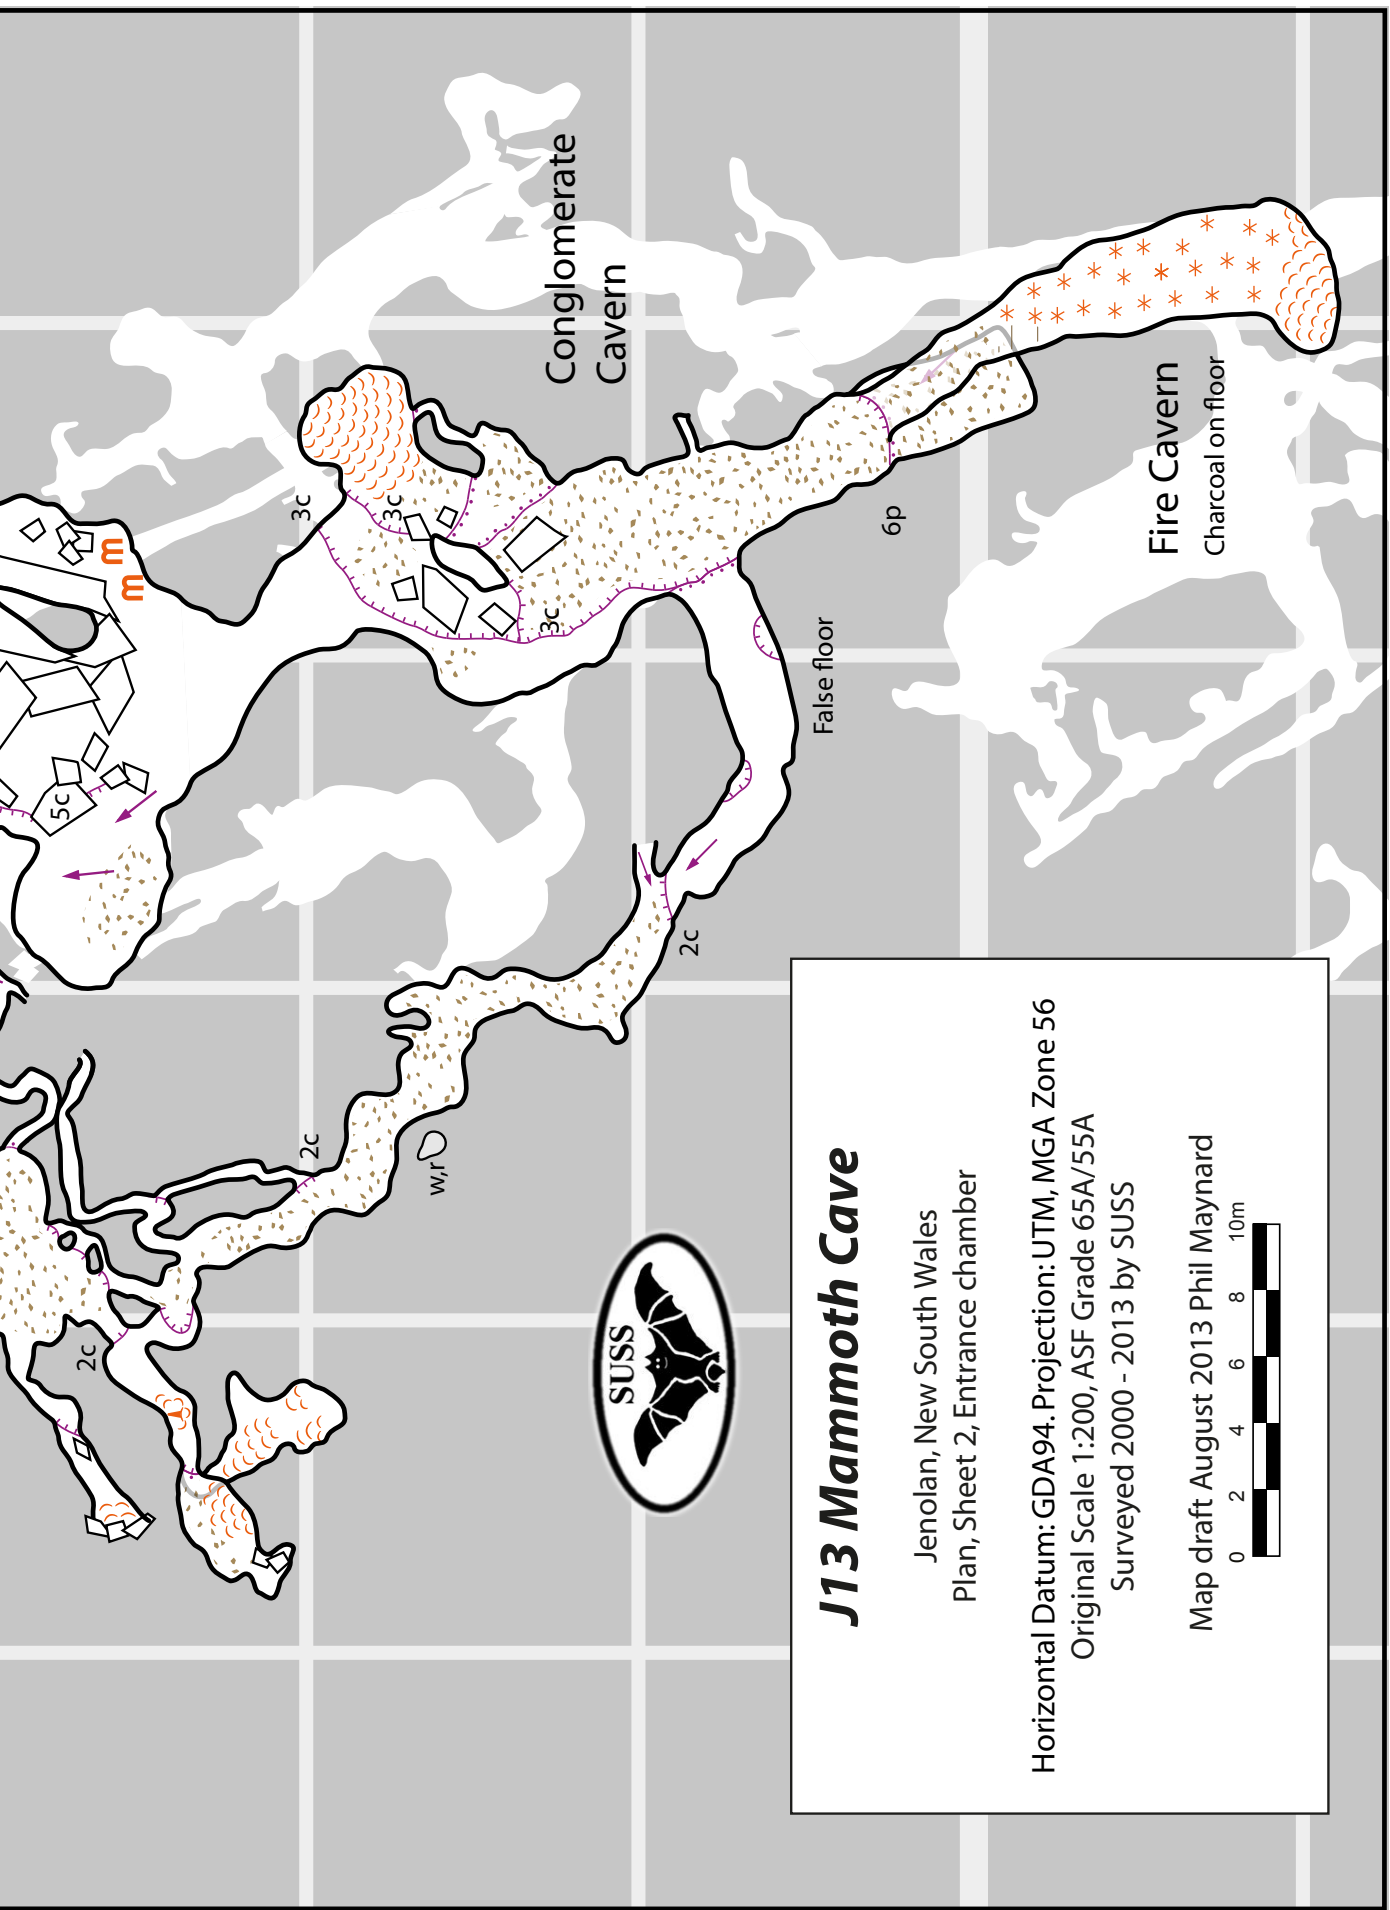 Conglomerate
Cavern
3c
3c
3c
m
m
5c
6p
Fire Cavern
Charcoal on floor
False floor
2c
2c
w,r
2c
SUSS
J13 Mammoth Cave
Jenolan, New South Wales
Plan, Sheet 2, Entrance chamber
Horizontal Datum: GDA94. Projection: UTM, MGA Zone 56
Original Scale 1:200, ASF Grade 65A/55A
Surveyed 2000 - 2013 by SUSS
Map draft August 2013 Phil Maynard
0 2 4 6 8 10m